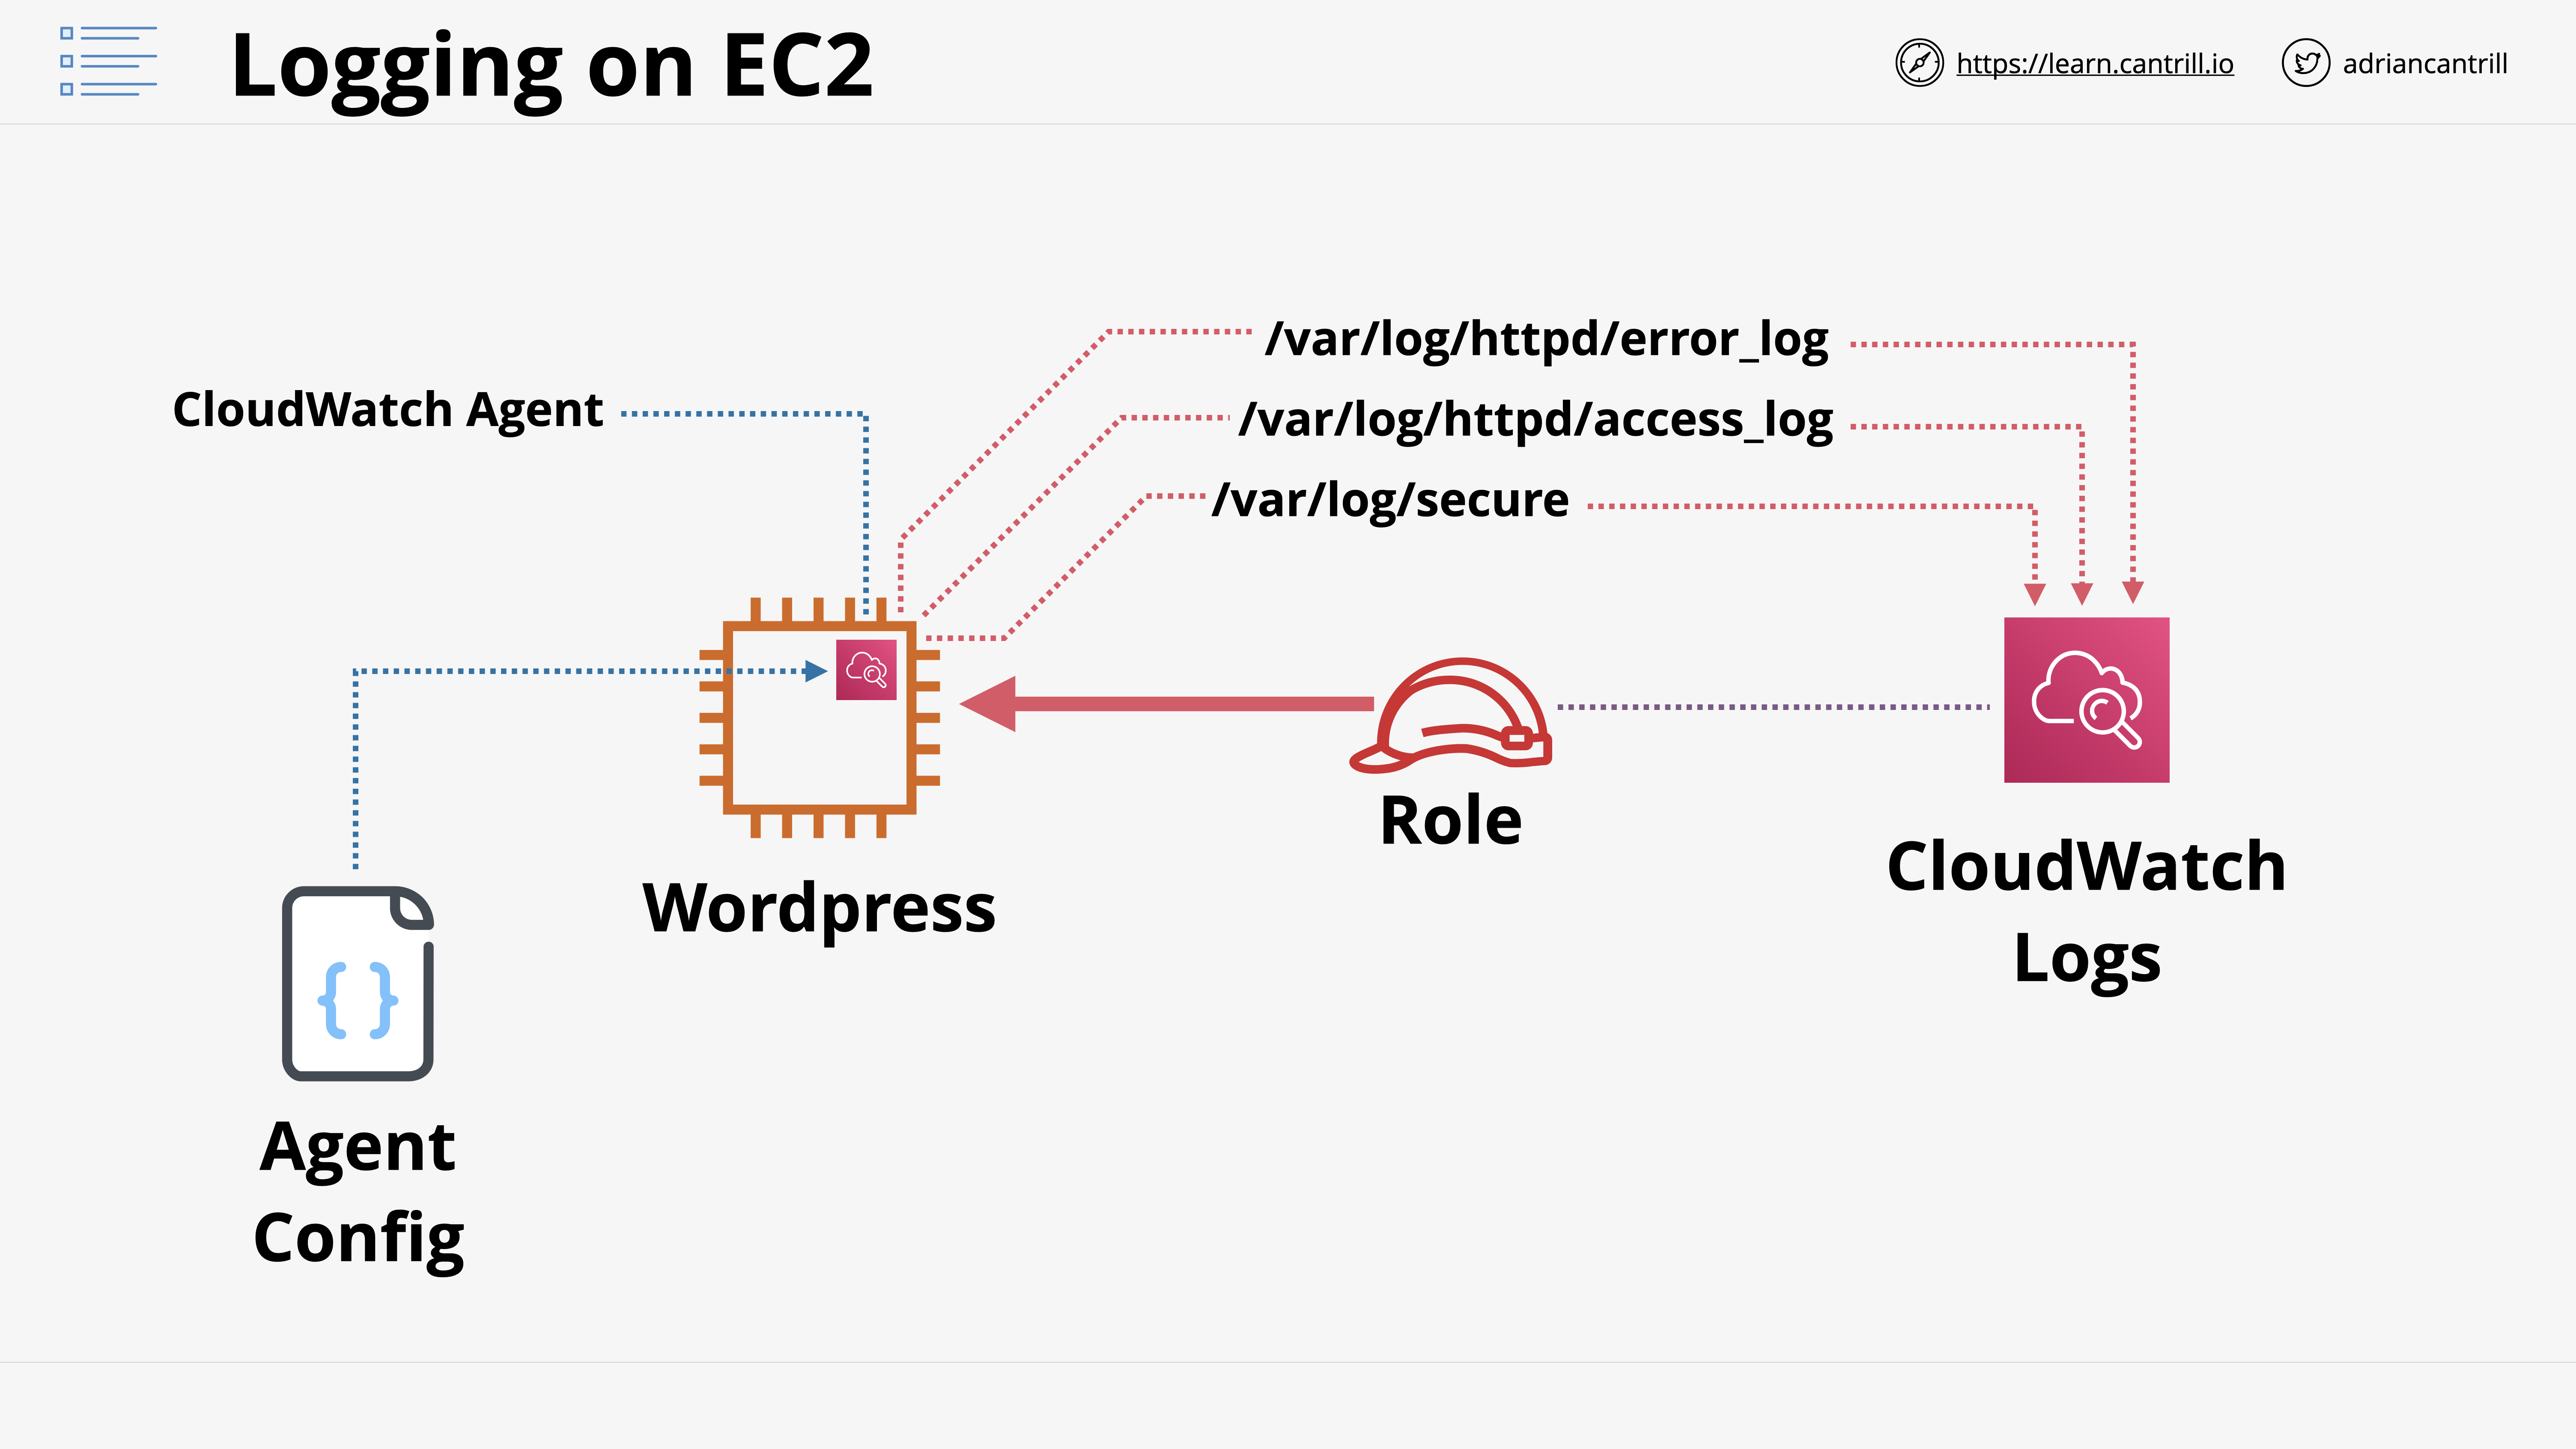 Logging on EC2
https://learn.cantrill.io
adriancantrill
/var/log/httpd/error_log
CloudWatch Agent
/var/log/httpd/access_log
/var/log/secure
Role
Wordpress
CloudWatch
Logs
{ }
Agent
Config